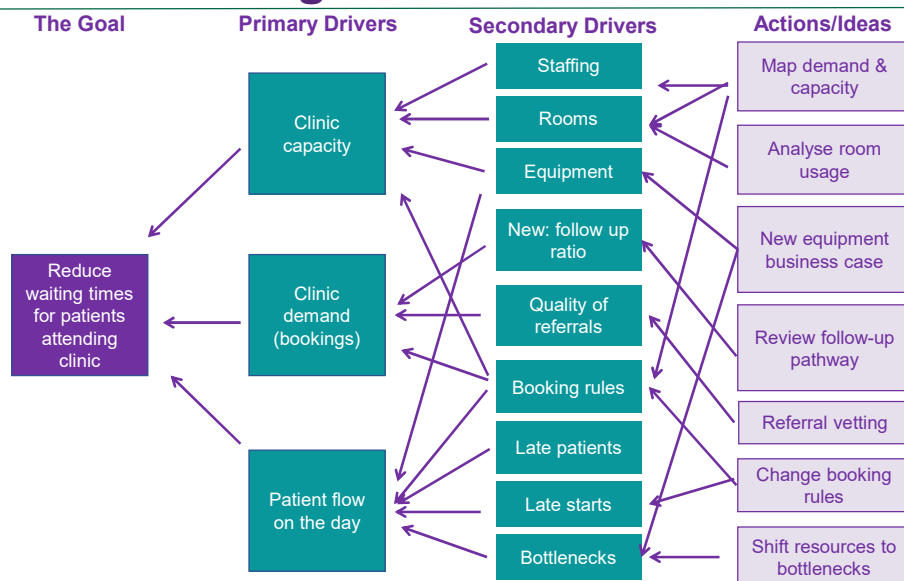 The Goal
Primary Drivers
Secondary Drivers
Actions/Ideas
Reduce
waiting times
for patients
attending
clinic
Clinic
capacity
Clinic
demand
(bookings)
Patient flow
on the day
Staffing
Rooms
Equipment
New: follow up
ratio
Quality of
referrals
Booking rules
Late patients
Late starts
Bottlenecks
Map demand &
capacity
Analyse room
usage
New equipment
business case
Review follow-up
pathway
Referral vetting
Change booking
rules
Shift resources to
bottlenecks